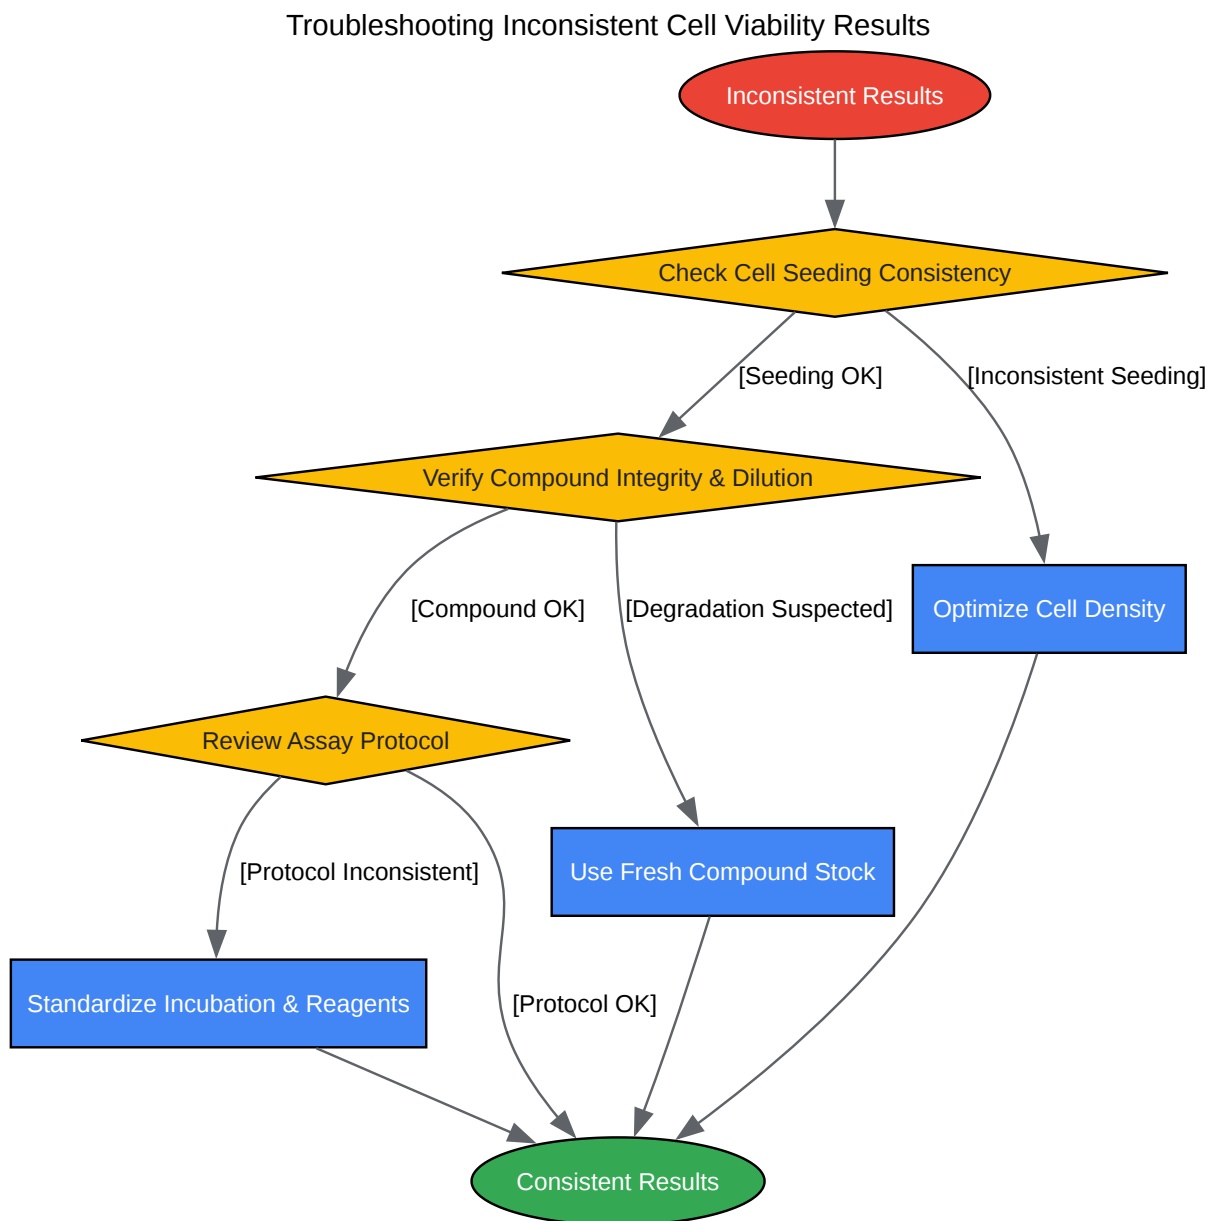 Troubleshooting Inconsistent Cell Viability Results
Inconsistent Results
Check Cell Seeding Consistency
[Seeding OK]
[Inconsistent Seeding]
Verify Compound Integrity & Dilution
[Compound OK]
[Degradation Suspected]
Optimize Cell Density
Review Assay Protocol
[Protocol Inconsistent]
Use Fresh Compound Stock
Standardize Incubation & Reagents
[Protocol OK]
Consistent Results